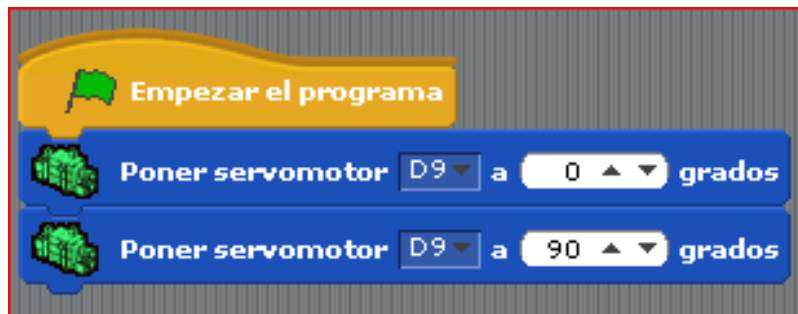 Empezar el programa
Poner servomotor D9 a 0 grados
Poner servomotor D9 a 90 grados